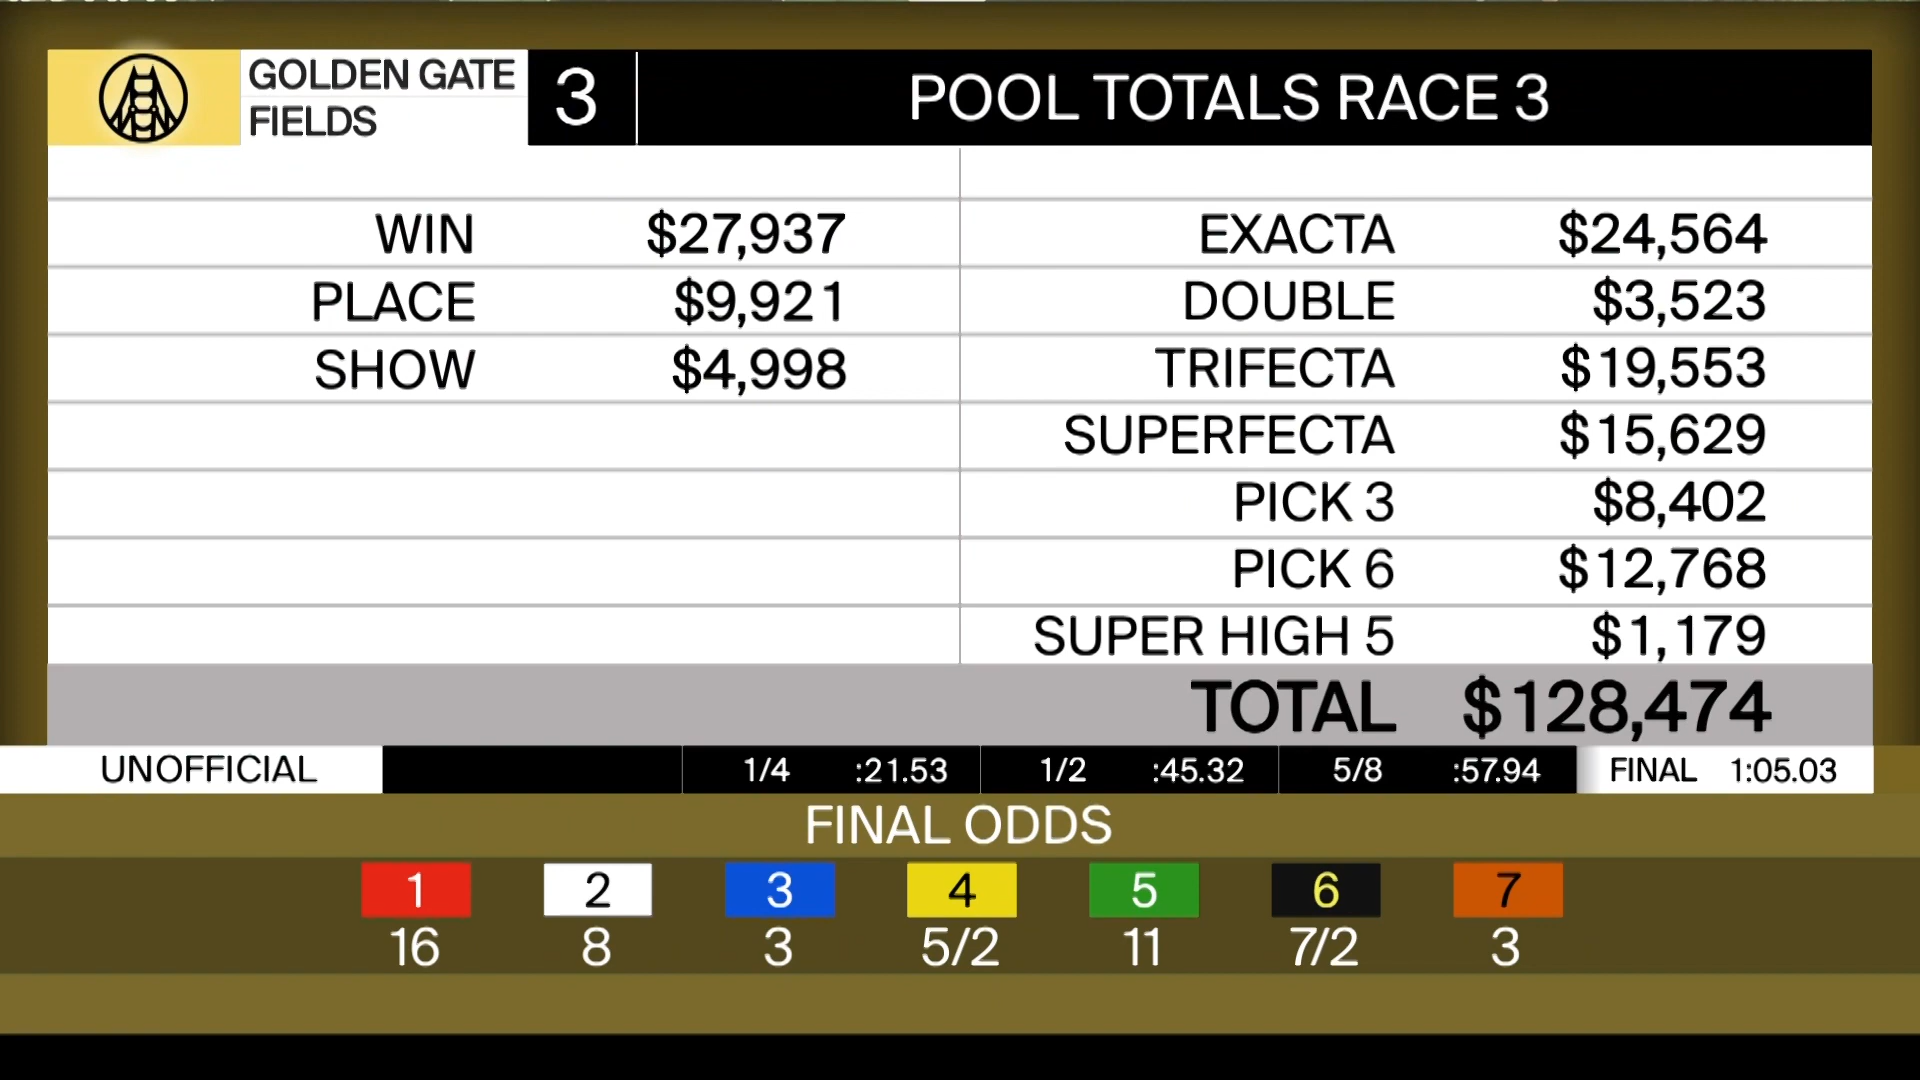 GOLDEN GATE
FIELDS
3
POOL TOTALS RACE 3
WIN $27,937
PLACE $9,921
SHOW $4,998
EXACTA $24,564
DOUBLE $3,523
TRIFECTA $19,553
SUPERFECTA $15,629
PICK 3 $8,402
PICK 6 $12,768
SUPER HIGH 5 $1,179
TOTAL $128,474
UNOFFICIAL 1/4 :21.53 1/2 :45.32 5/8 :57.94 FINAL 1:05.03
FINAL ODDS
1 2 3 4 5 6 7
16 8 3 5/2 11 7/2 3